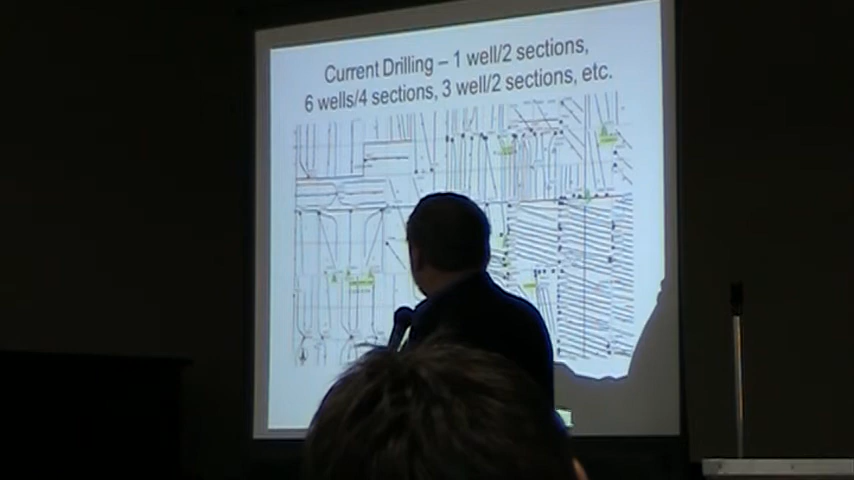 Current Drilling – 1 well/2 sections,
6 wells/4 sections, 3 well/2 sections, etc.